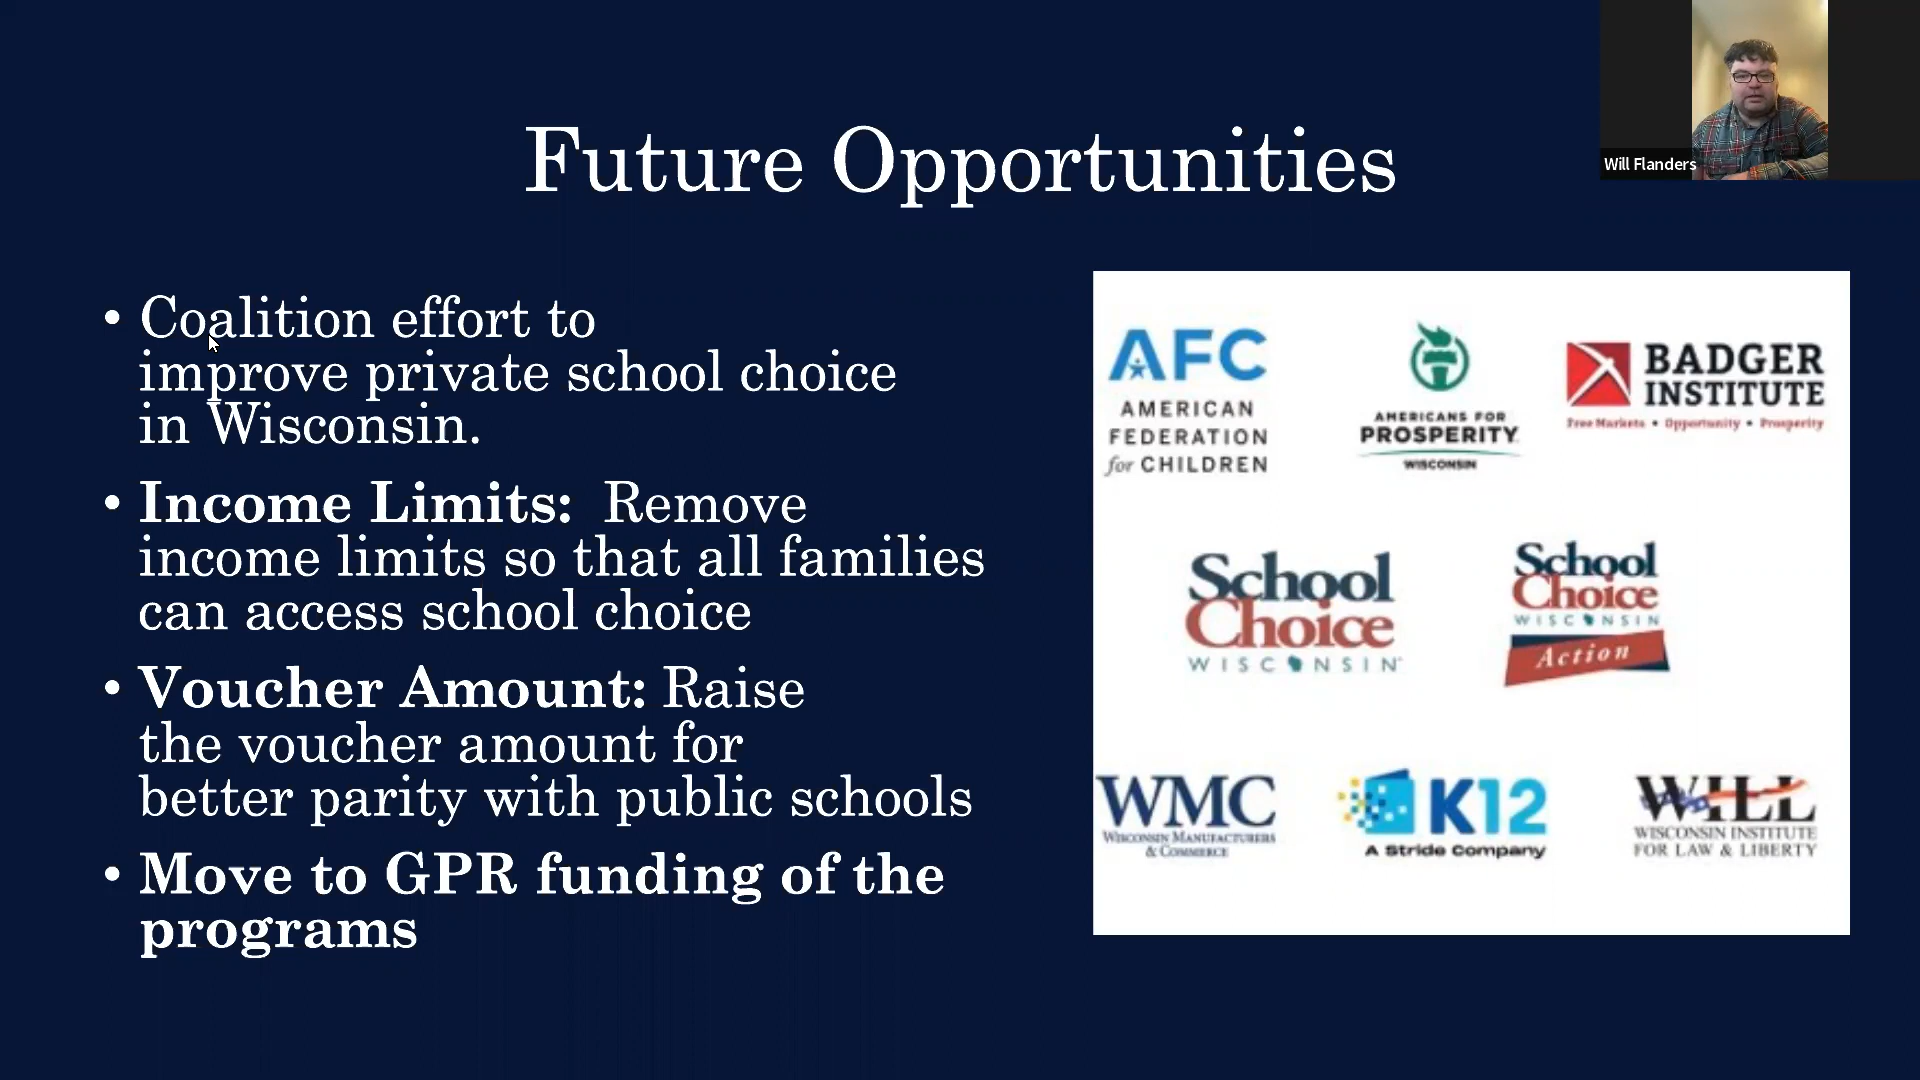 Will Flanders
Future Opportunities
• Coalition effort to
improve private school choice
in Wisconsin.
• Income Limits:  Remove
income limits so that all families
can access school choice
• Voucher Amount: Raise
the voucher amount for
better parity with public schools
• Move to GPR funding of the
programs
AFC
AMERICAN
FEDERATION
for CHILDREN
AMERICANS FOR
PROSPERITY
WISCONSIN
BADGER
INSTITUTE
Free Markets • Opportunity • Prosperity
School
Choice
WISCONSIN
School
Choice
WISCONSIN
Action
WMC
WISCONSIN MANUFACTURERS
& COMMERCE
K12
A Stride Company
WILL
WISCONSIN INSTITUTE
FOR LAW & LIBERTY